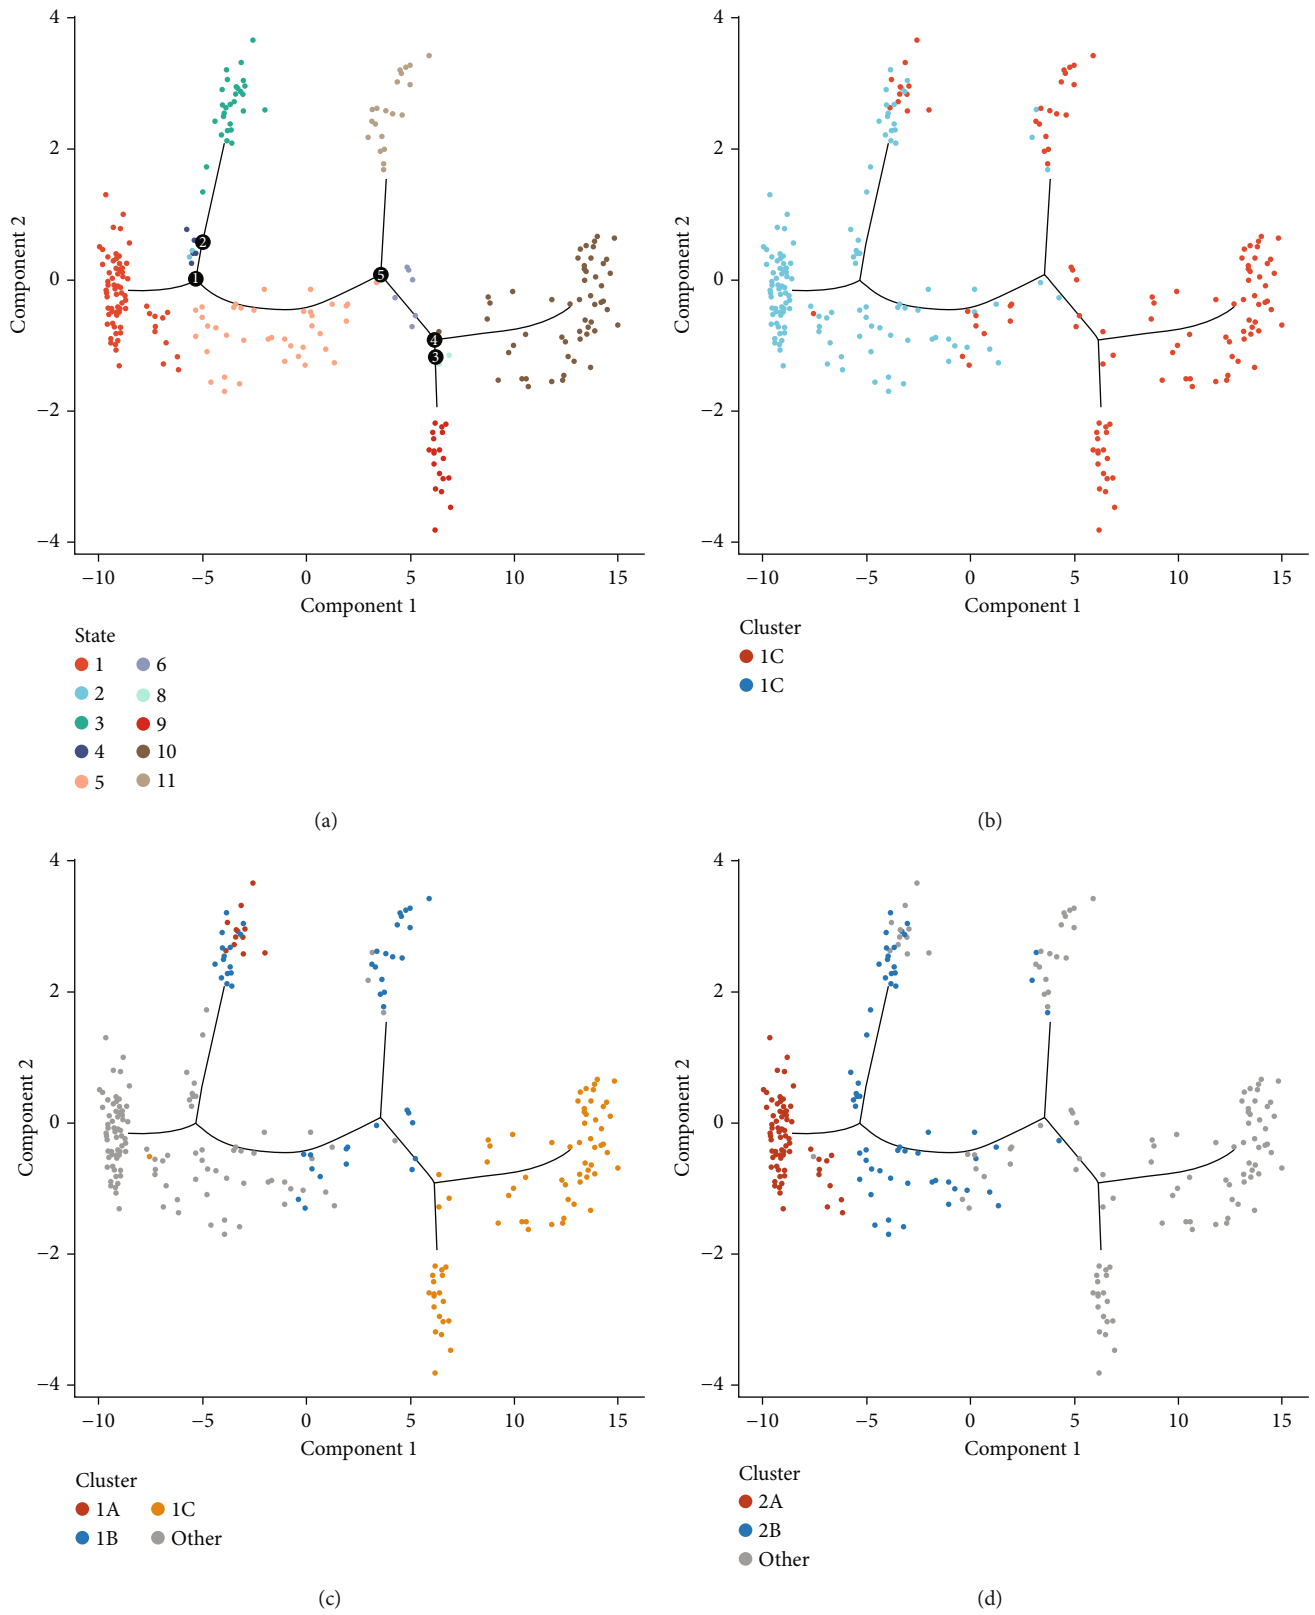 4
2
0
−2
−4
Component 2
−10 −5 0 5 10 15
Component 1
1 2 3 4 5
State
1 6
2 8
3 9
4 10
5 11
(a)
4
2
0
−2
−4
Component 2
−10 −5 0 5 10 15
Component 1
Cluster
1C
1C
(b)
4
2
0
−2
−4
Component 2
−10 −5 0 5 10 15
Component 1
Cluster
1A 1C
1B Other
(c)
4
2
0
−2
−4
Component 2
−10 −5 0 5 10 15
Component 1
Cluster
2A
2B
Other
(d)